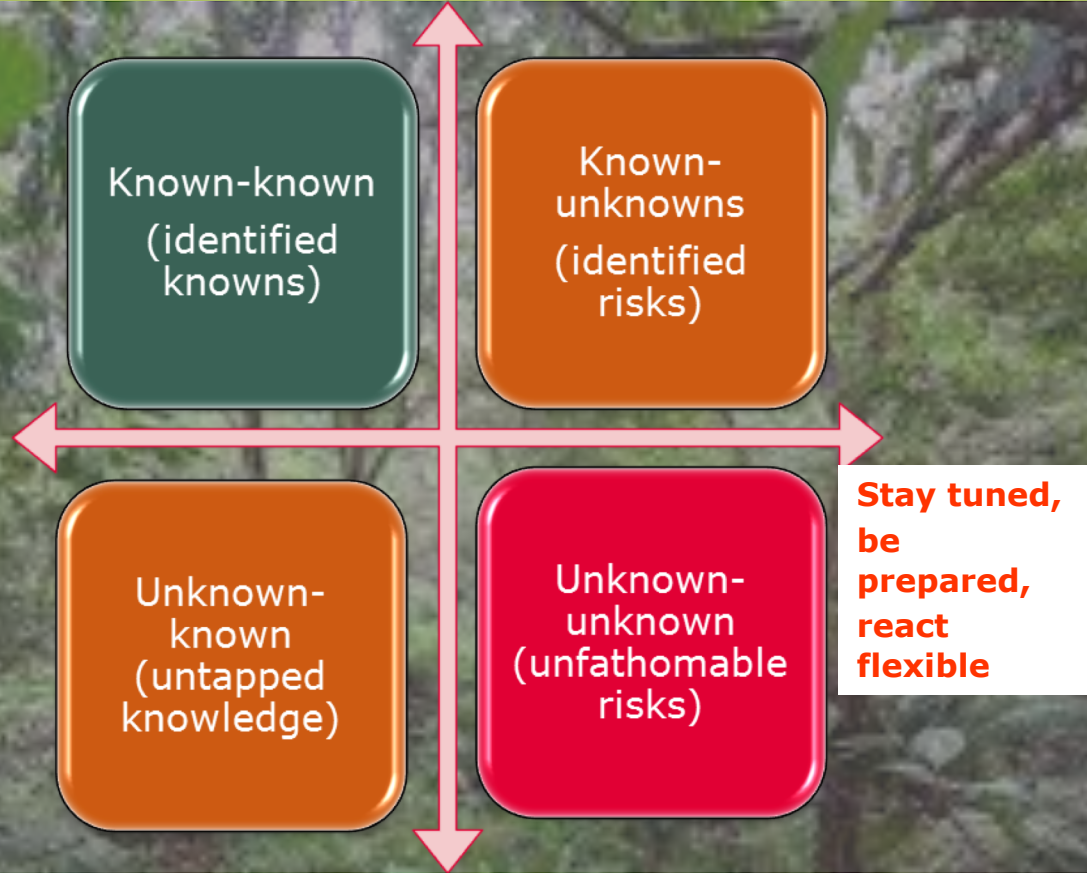 Known-known
(identified
knowns)
Known-
unknowns
(identified
risks)
Unknown-
known
(untapped
knowledge)
Unknown-
unknown
(unfathomable
risks)
Stay tuned,
be
prepared,
react
flexible